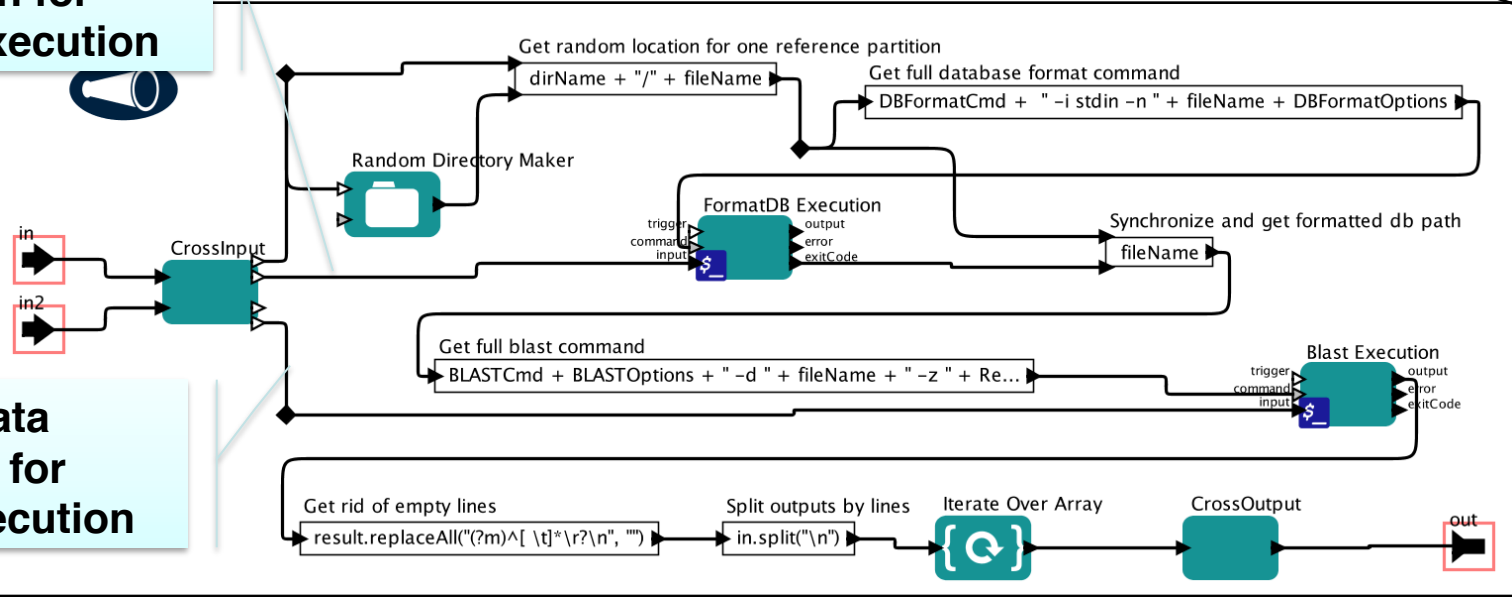 for
xecution
Get random location for one reference partition
dirName + "/" + fileName
Get full database format command
DBFormatCmd +  " –i stdin –n " + fileName + DBFormatOptions
Random Directory Maker
FormatDB Execution
trigger
command
input
output
error
exitCode
$_
Synchronize and get formatted db path
fileName
in
CrossInput
in2
Get full blast command
BLASTCmd + BLASTOptions + " –d " + fileName + " –z " + Re...
Blast Execution
trigger
command
input
output
error
exitCode
$_
ata
for
ecution
Get rid of empty lines
result.replaceAll("(?m)^[ \t]*\r?\n", "")
Split outputs by lines
in.split("\n")
Iterate Over Array
CrossOutput
out